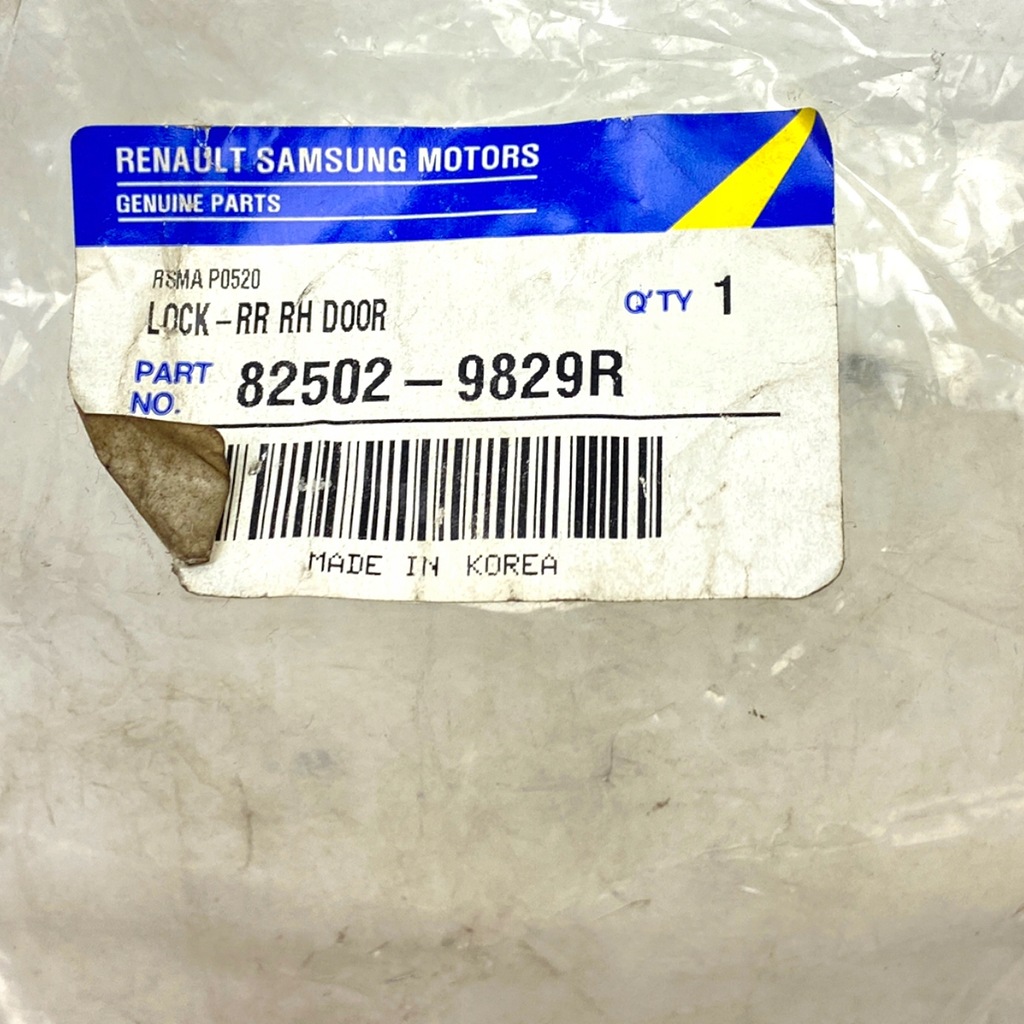 RENAULT SAMSUNG MOTORS
GENUINE PARTS
RSMA P0520
LOCK-RR RH DOOR
Q'TY 1
PART NO. 82502-9829R
MADE IN KOREA